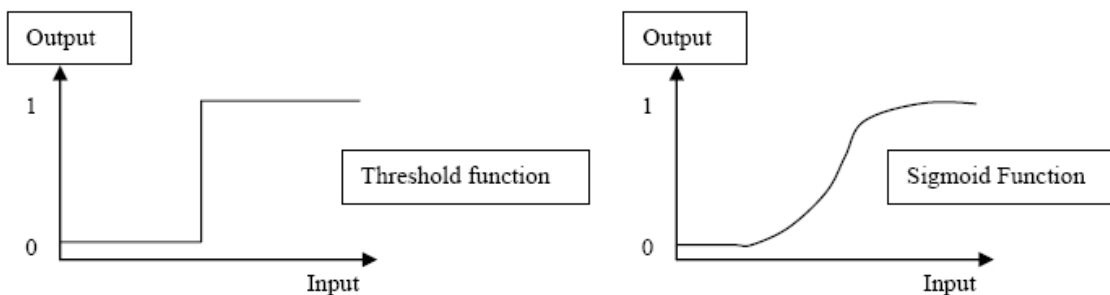 Output
1
Threshold function
0
Input
Output
1
Sigmoid Function
0
Input